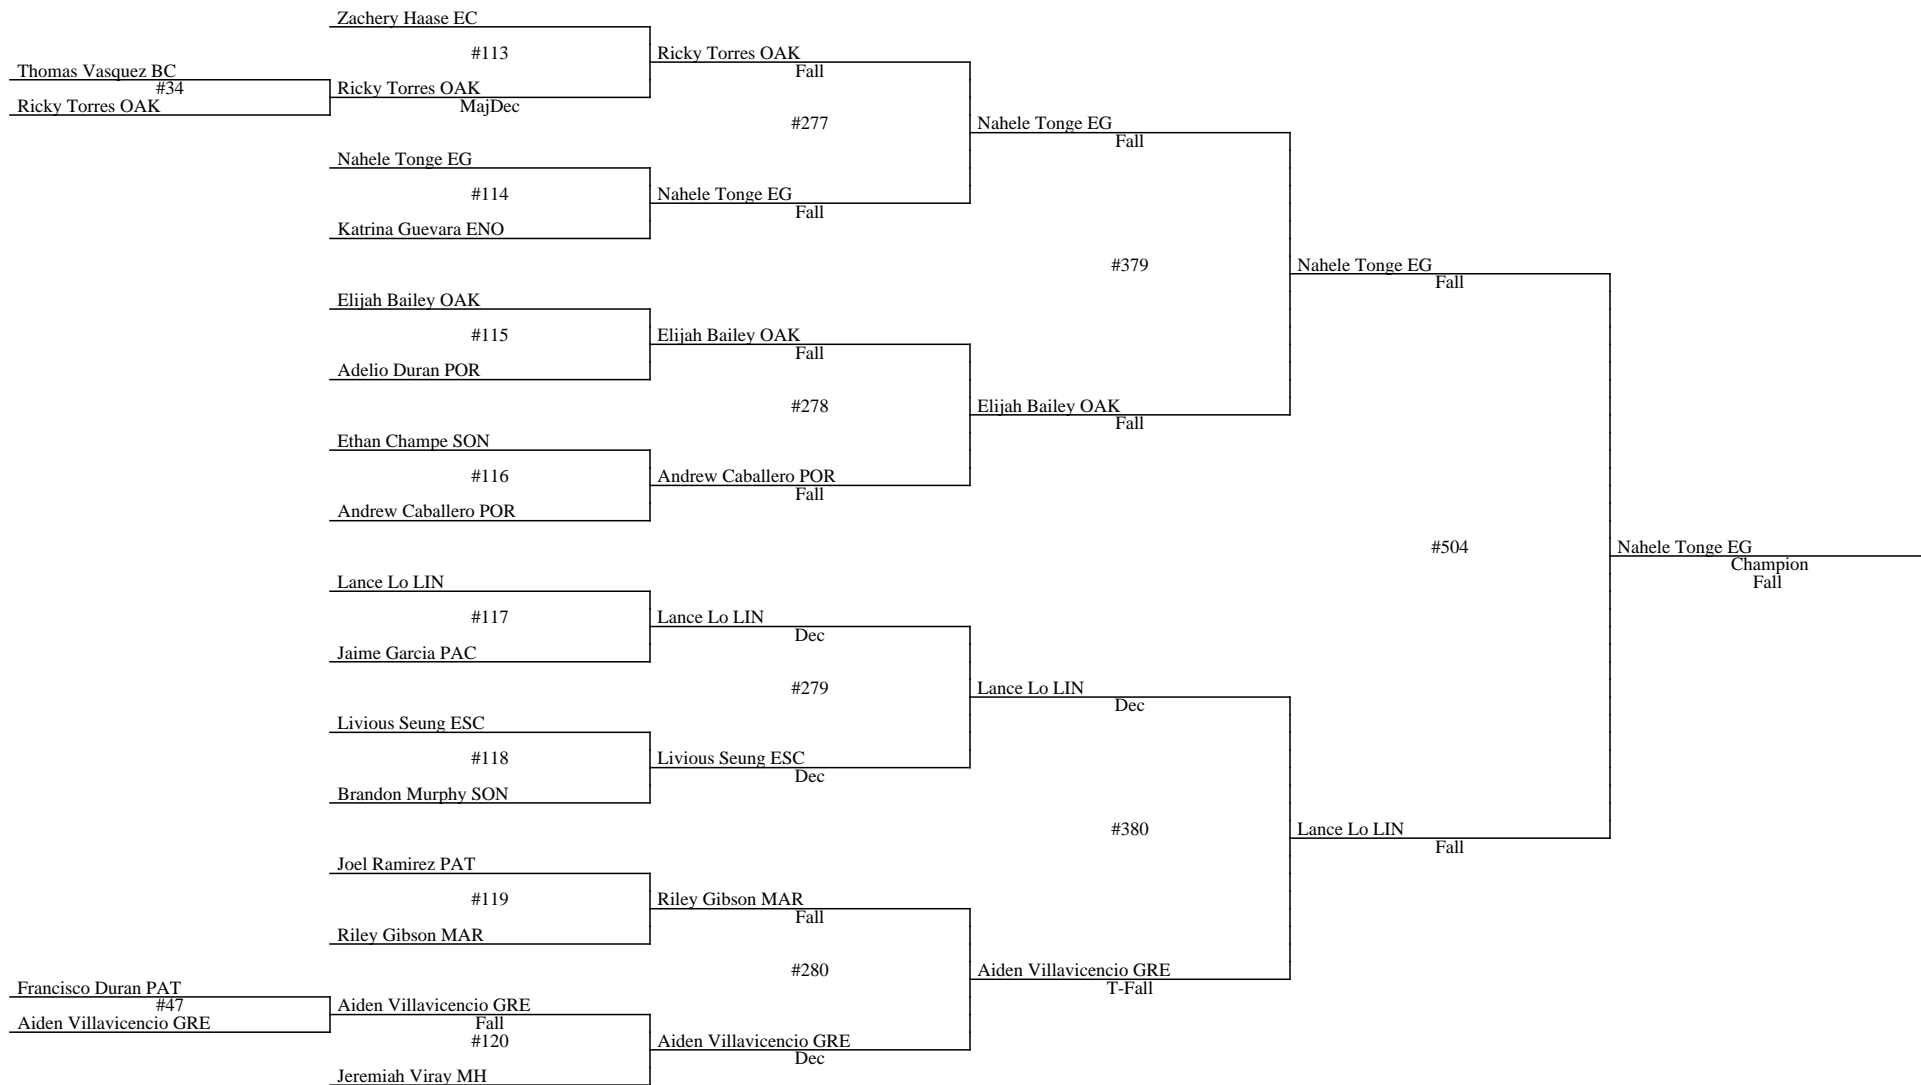 Zachery Haase EC
#113
Ricky Torres OAK
Fall
Thomas Vasquez BC
#34
Ricky Torres OAK
Ricky Torres OAK
MajDec
#277
Nahele Tonge EG
Fall
Nahele Tonge EG
#114
Nahele Tonge EG
Fall
Katrina Guevara ENO
#379
Nahele Tonge EG
Fall
Elijah Bailey OAK
#115
Elijah Bailey OAK
Fall
Adelio Duran POR
#278
Elijah Bailey OAK
Fall
Ethan Champe SON
#116
Andrew Caballero POR
Fall
Andrew Caballero POR
#504
Nahele Tonge EG
Champion
Fall
Lance Lo LIN
#117
Lance Lo LIN
Dec
Jaime Garcia PAC
#279
Lance Lo LIN
Dec
Livious Seung ESC
#118
Livious Seung ESC
Dec
Brandon Murphy SON
#380
Lance Lo LIN
Fall
Joel Ramirez PAT
#119
Riley Gibson MAR
Fall
Riley Gibson MAR
#280
Aiden Villavicencio GRE
T-Fall
Francisco Duran PAT
#47
Aiden Villavicencio GRE
Aiden Villavicencio GRE
Fall
#120
Aiden Villavicencio GRE
Dec
Jeremiah Viray MH